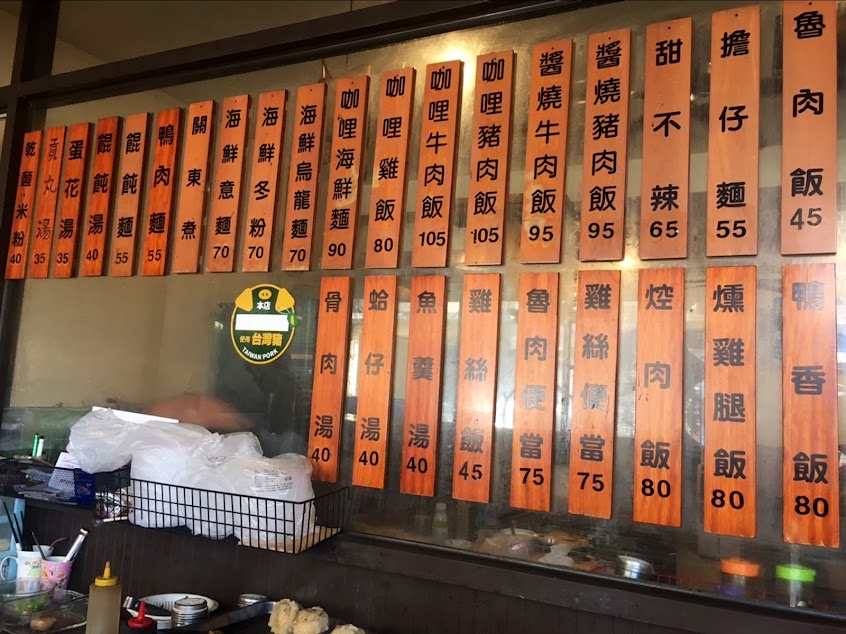 魯肉飯 45
擔仔麵 55
甜不辣 65
醬燒豬肉飯 95
醬燒牛肉飯 95
咖哩豬肉飯 105
咖哩牛肉飯 105
咖哩雞飯 80
咖哩海鮮麵 90
海鮮烏龍麵 70
海鮮冬粉 70
海鮮意麵 70
關東煮
鴨肉麵 55
餛飩麵 55
餛飩湯 40
蛋花湯 35
貢丸湯 35
乾麵米粉 40
鴨香飯 80
燻雞腿飯 80
焢肉飯 80
雞絲便當 75
魯肉便當 75
雞絲飯 45
魚羹湯 40
蛤仔湯 40
骨肉湯 40
本店
使用台灣豬
TAIWAN PORK